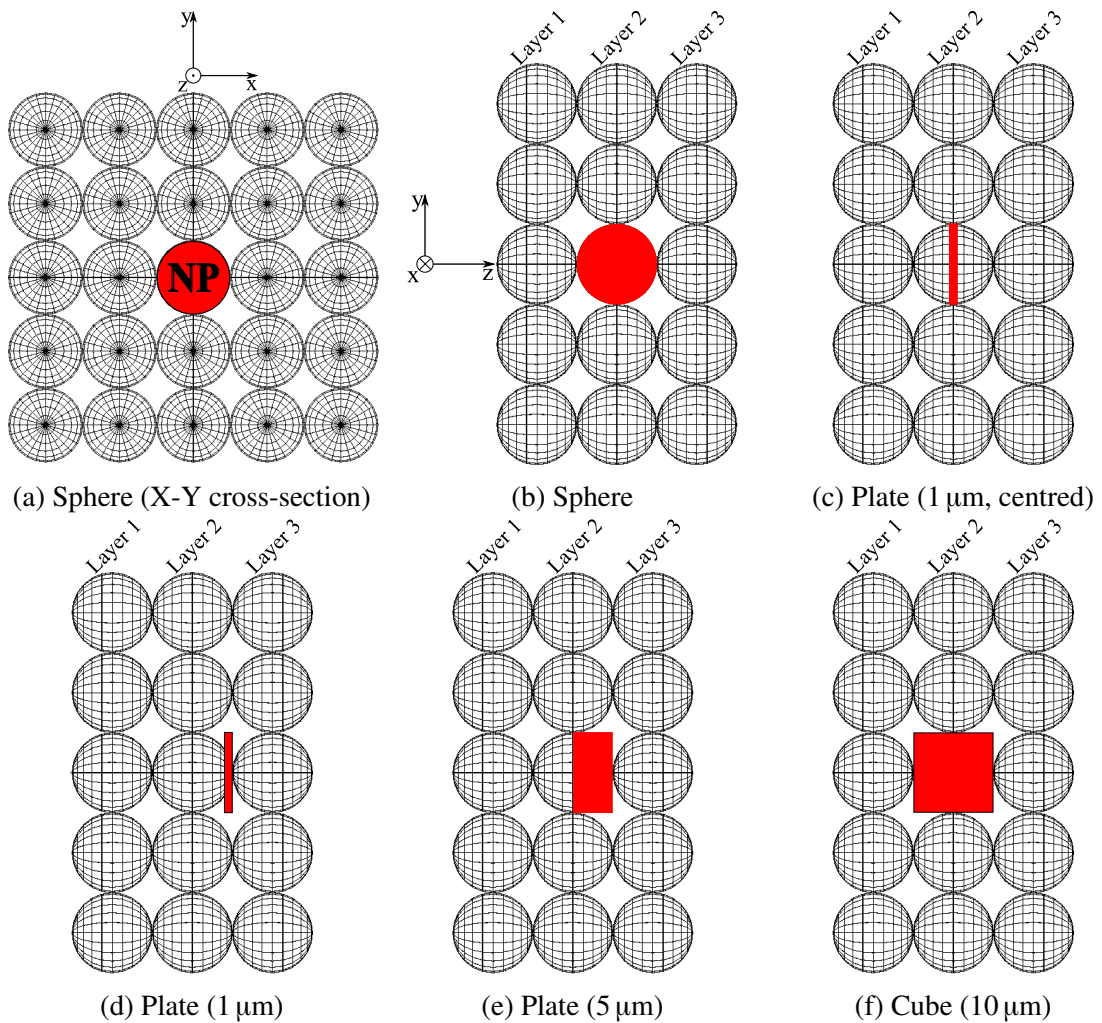 y
z
x
NP
(a) Sphere (X-Y cross-section)
Layer 1
Layer 2
Layer 3
y
x
z
(b) Sphere
Layer 1
Layer 2
Layer 3
(c) Plate (1 µm, centred)
Layer 1
Layer 2
Layer 3
(d) Plate (1 µm)
Layer 1
Layer 2
Layer 3
(e) Plate (5 µm)
Layer 1
Layer 2
Layer 3
(f) Cube (10 µm)